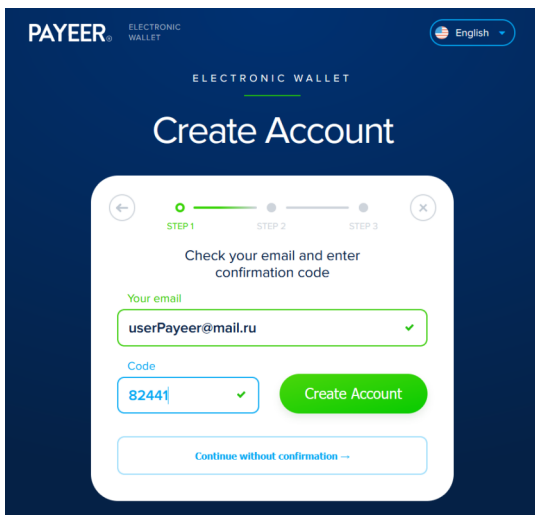 PAYEER®
ELECTRONIC
WALLET
English
ELECTRONIC WALLET
Create Account
STEP 1 STEP 2 STEP 3
Check your email and enter
confirmation code
Your email
userPayeer@mail.ru
Code
82441
Create Account
Continue without confirmation →